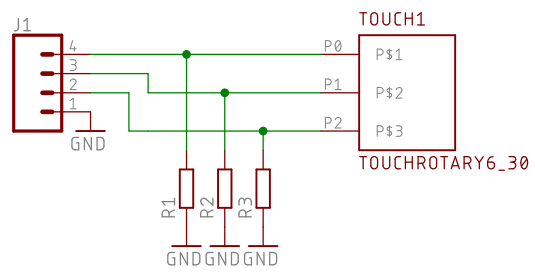 J1
4
3
2
1
GND
TOUCH1
P0
P$1
P1
P$2
P2
P$3
TOUCHROTARY6_30
R1
R2
R3
GND GND GND